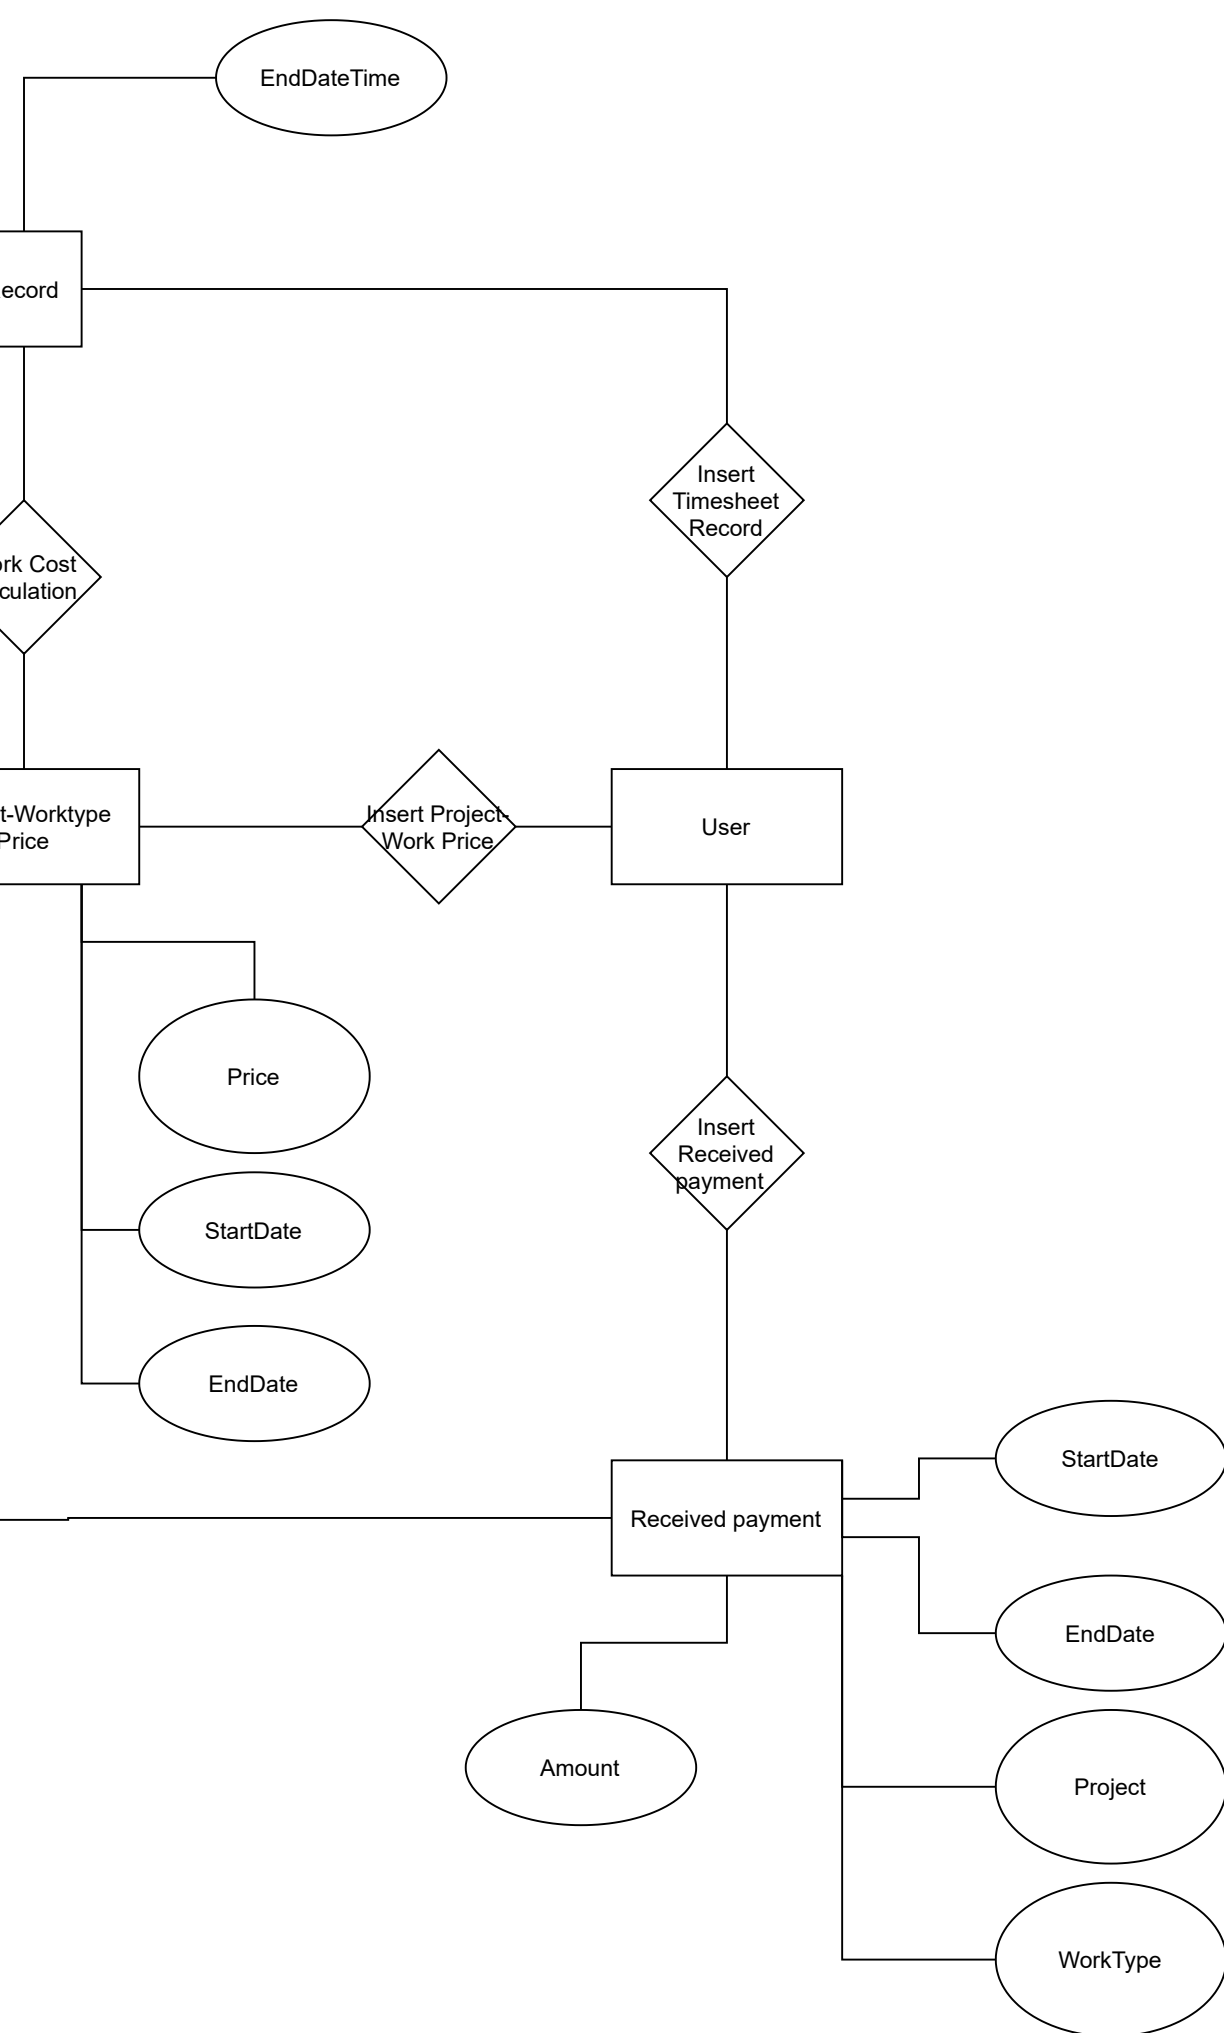 EndDateTime
ecord
Insert
Timesheet
Record
rk Cost
culation
t-Worktype
Price
Insert Project-
Work Price
User
Price
Insert
Received
payment
StartDate
EndDate
StartDate
Received payment
EndDate
Amount
Project
WorkType